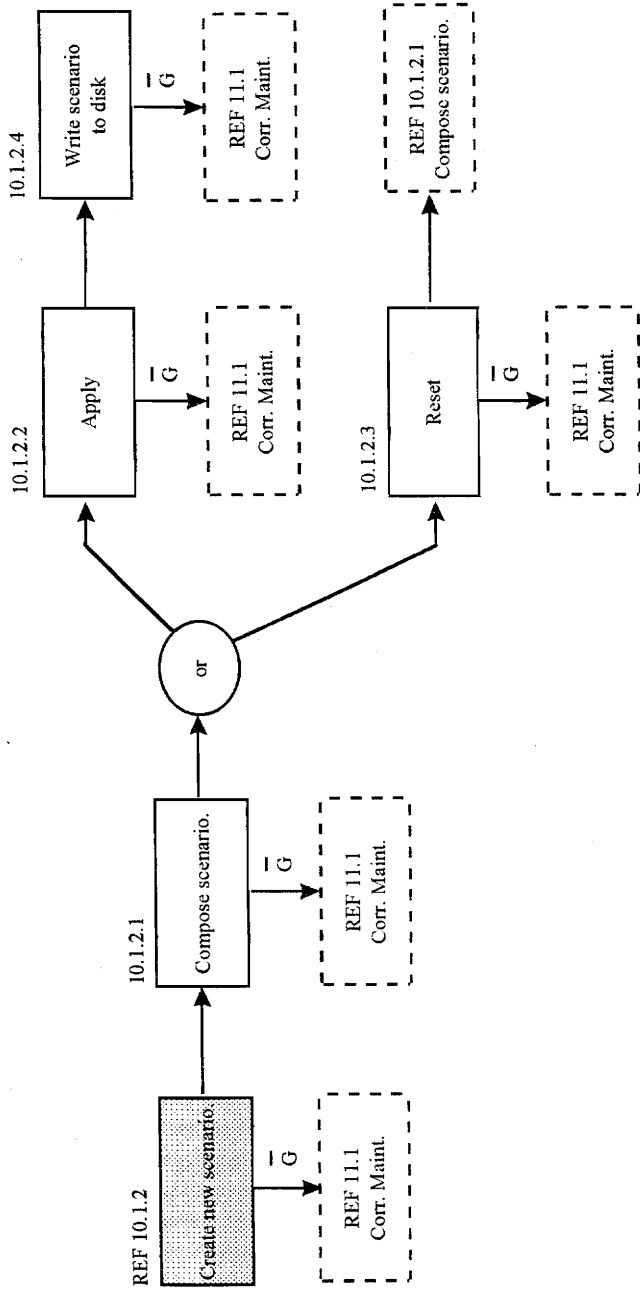 REF 10.1.2
Create new scenario.
G
REF 11.1
Corr. Maint.
10.1.2.1
Compose scenario.
G
REF 11.1
Corr. Maint.
or
10.1.2.2
Apply
G
REF 11.1
Corr. Maint.
10.1.2.4
Write scenario
to disk
G
REF 11.1
Corr. Maint.
10.1.2.3
Reset
G
REF 11.1
Corr. Maint.
REF 10.1.2.1
Compose scenario.